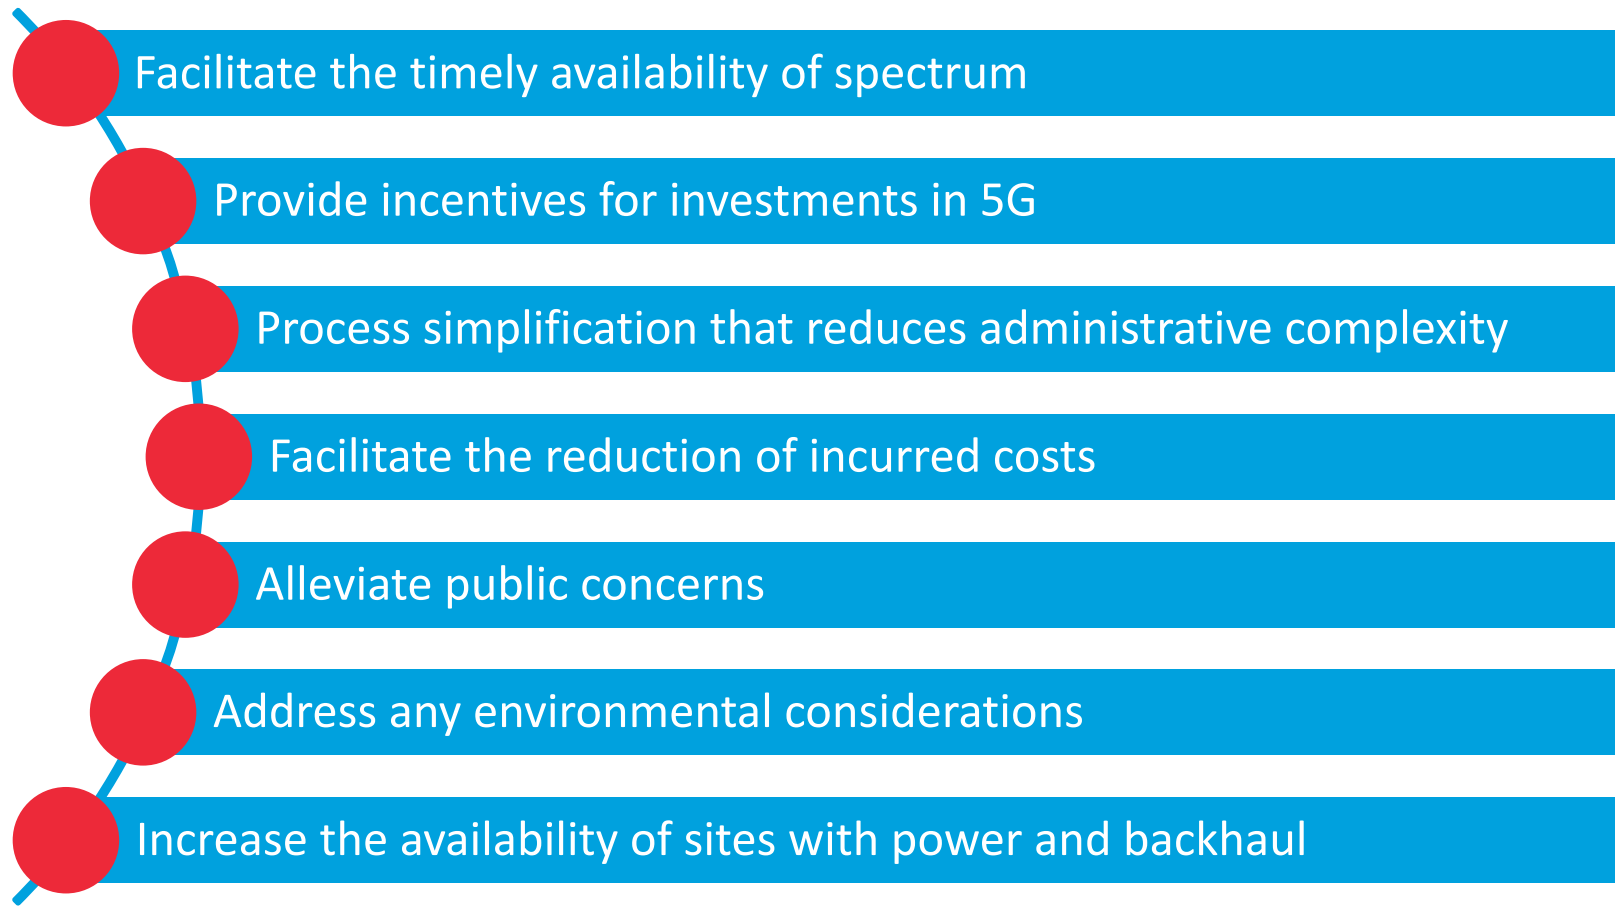 Facilitate the timely availability of spectrum
Provide incentives for investments in 5G
Process simplification that reduces administrative complexity
Facilitate the reduction of incurred costs
Alleviate public concerns
Address any environmental considerations
Increase the availability of sites with power and backhaul